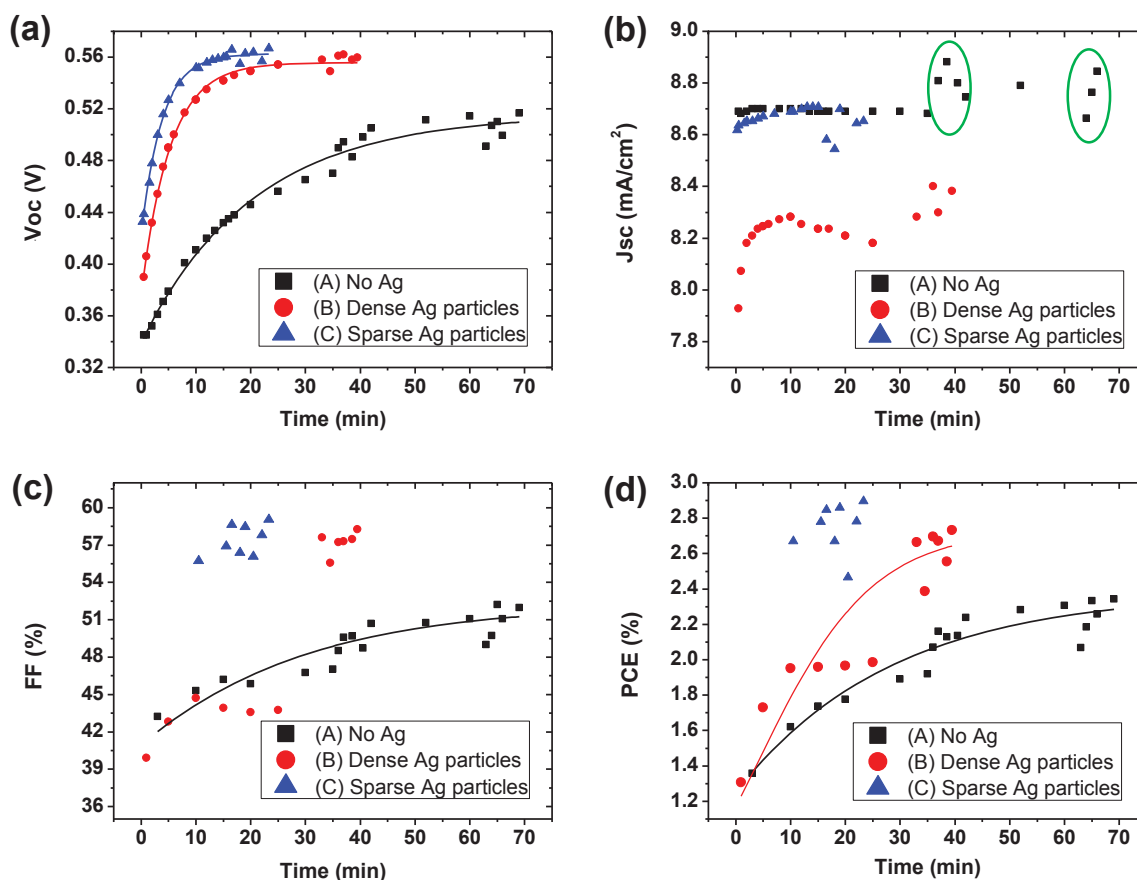 (a)
0.56
0.52
0.48
0.44
0.40
0.36
0.32
Voc (V)
(A) No Ag
(B) Dense Ag particles
(C) Sparse Ag particles
0 10 20 30 40 50 60 70
Time (min)
(b)
9.0
8.8
8.6
8.4
8.2
8.0
7.8
Jsc (mA/cm²)
(A) No Ag
(B) Dense Ag particles
(C) Sparse Ag particles
0 10 20 30 40 50 60 70
Time (min)
(c)
60
57
54
51
48
45
42
39
36
FF (%)
(A) No Ag
(B) Dense Ag particles
(C) Sparse Ag particles
0 10 20 30 40 50 60 70
Time (min)
(d)
3.0
2.8
2.6
2.4
2.2
2.0
1.8
1.6
1.4
1.2
PCE (%)
(A) No Ag
(B) Dense Ag particles
(C) Sparse Ag particles
0 10 20 30 40 50 60 70
Time (min)